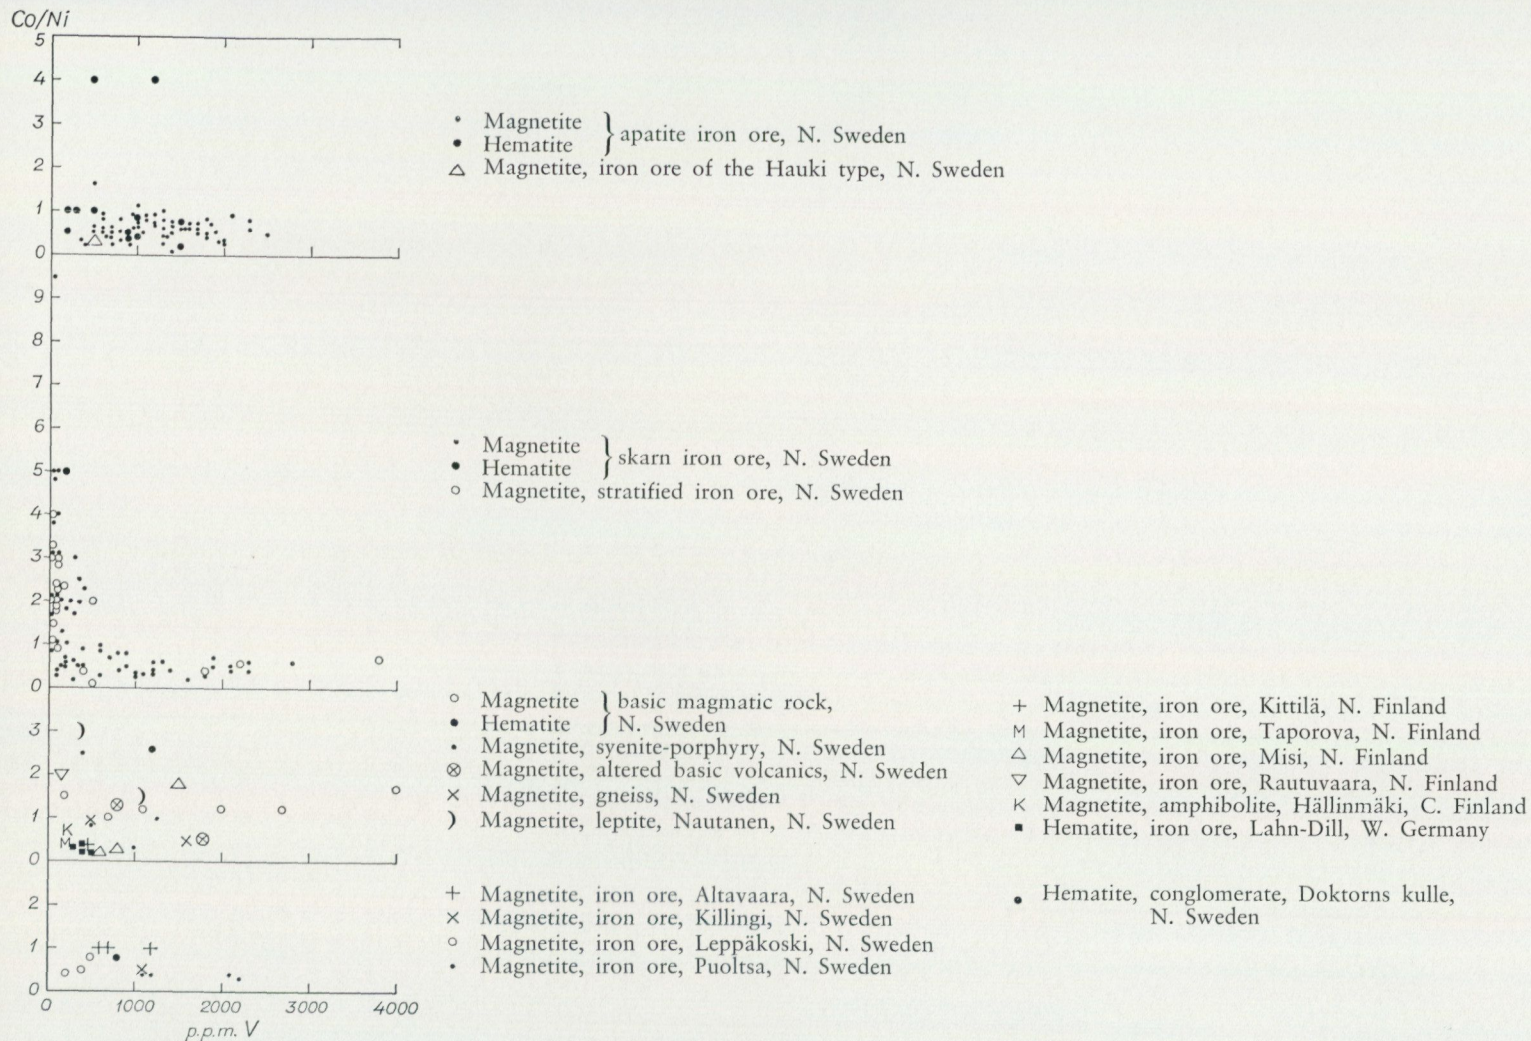 Co/Ni
5
4
3
2
1
0
• Magnetite } apatite iron ore, N. Sweden
• Hematite
△ Magnetite, iron ore of the Hauki type, N. Sweden
9
8
7
6
5
4
3
2
1
0
• Magnetite } skarn iron ore, N. Sweden
• Hematite
○ Magnetite, stratified iron ore, N. Sweden
3
2
1
0
○ Magnetite } basic magmatic rock,
• Hematite } N. Sweden
• Magnetite, syenite-porphyry, N. Sweden
⊗ Magnetite, altered basic volcanics, N. Sweden
× Magnetite, gneiss, N. Sweden
) Magnetite, leptite, Nautanen, N. Sweden
+ Magnetite, iron ore, Kittilä, N. Finland
M Magnetite, iron ore, Taporova, N. Finland
△ Magnetite, iron ore, Misi, N. Finland
▽ Magnetite, iron ore, Rautuvaara, N. Finland
K Magnetite, amphibolite, Hällinmäki, C. Finland
▪ Hematite, iron ore, Lahn-Dill, W. Germany
2
1
0
+ Magnetite, iron ore, Altavaara, N. Sweden
× Magnetite, iron ore, Killingi, N. Sweden
○ Magnetite, iron ore, Leppäkoski, N. Sweden
• Magnetite, iron ore, Puoltsa, N. Sweden
• Hematite, conglomerate, Doktorns kulle,
N. Sweden
0 1000 2000 3000 4000
p.p.m. V